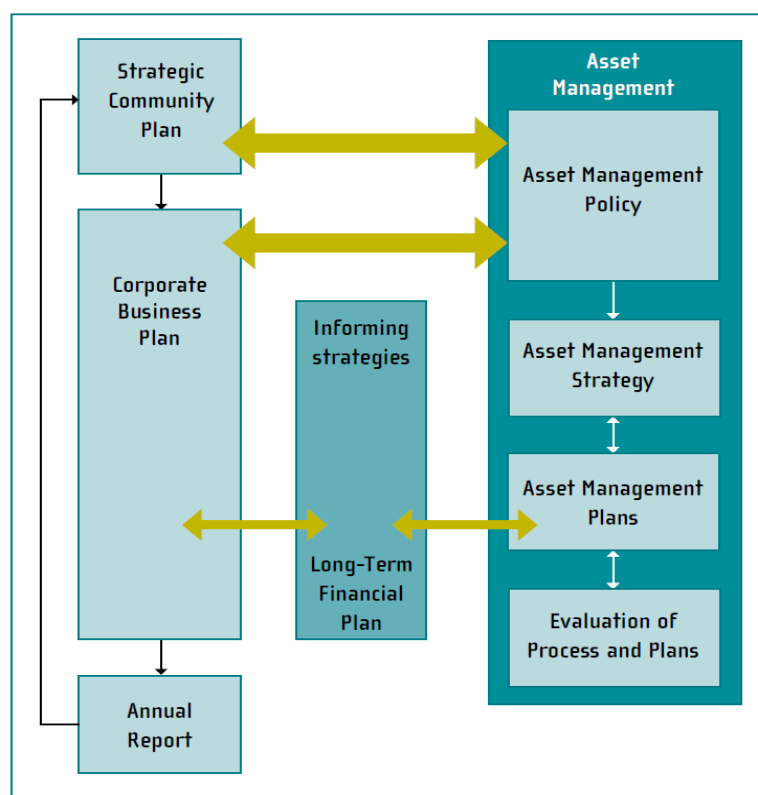 Strategic
Community
Plan
Corporate
Business
Plan
Annual
Report
Informing
strategies
Long-Term
Financial
Plan
Asset
Management
Asset Management
Policy
Asset Management
Strategy
Asset Management
Plans
Evaluation of
Process and Plans